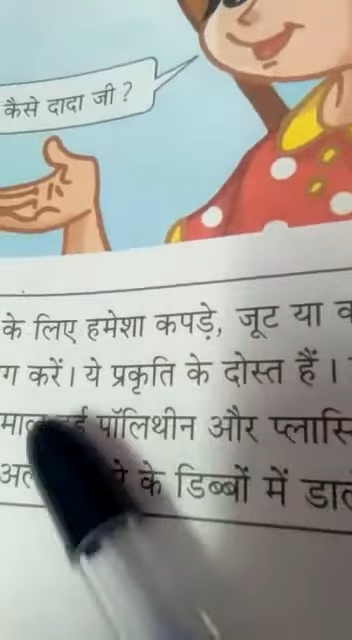 कैसे दादा जी ?
के लिए हमेशा कपड़े, जूट या
करें। ये प्रकृति के दोस्त हैं।
पॉलिथीन और
के डिब्बों में